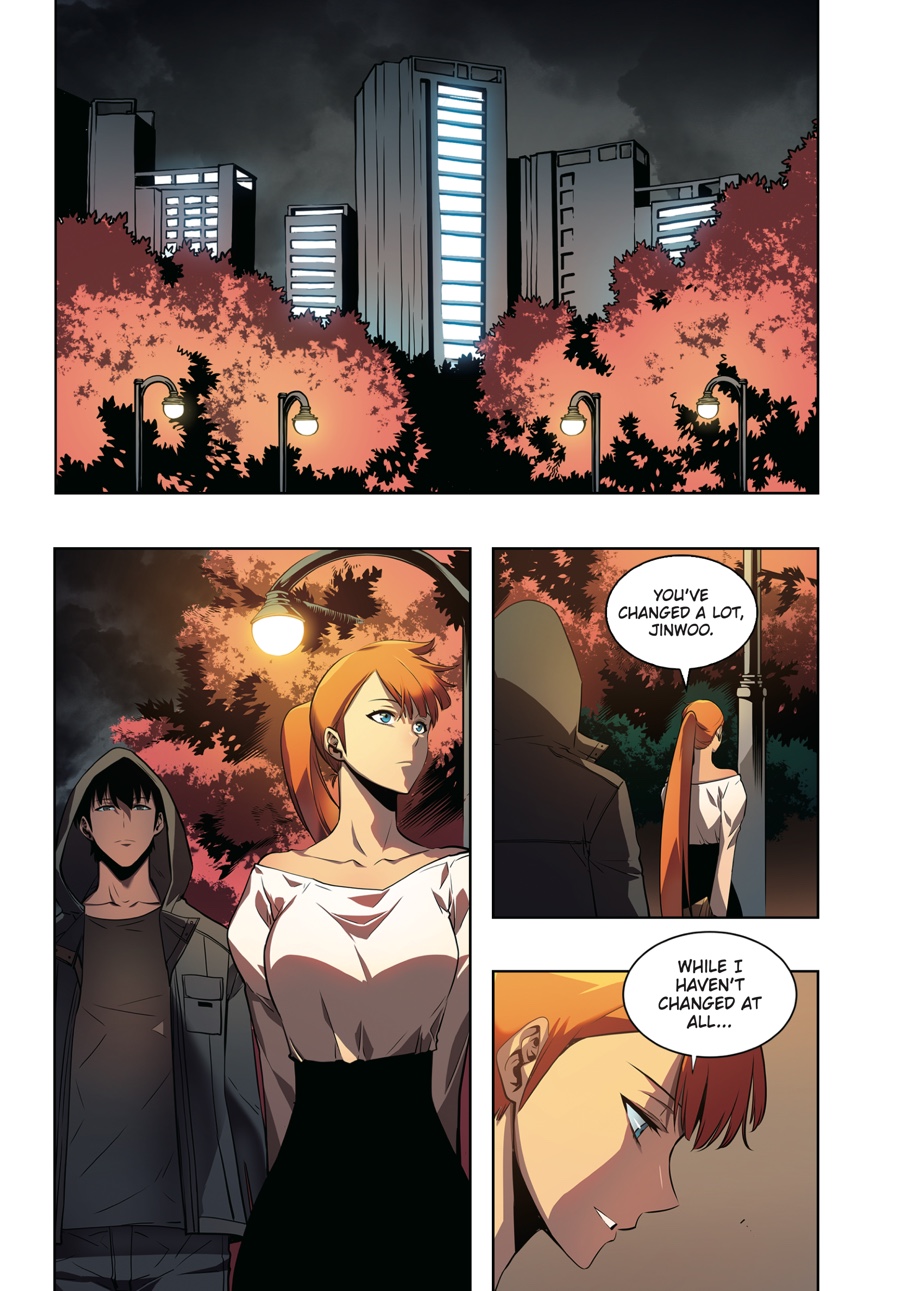 YOU'VE
CHANGED A LOT,
JINWOO.
WHILE I
HAVEN'T
CHANGED AT
ALL...